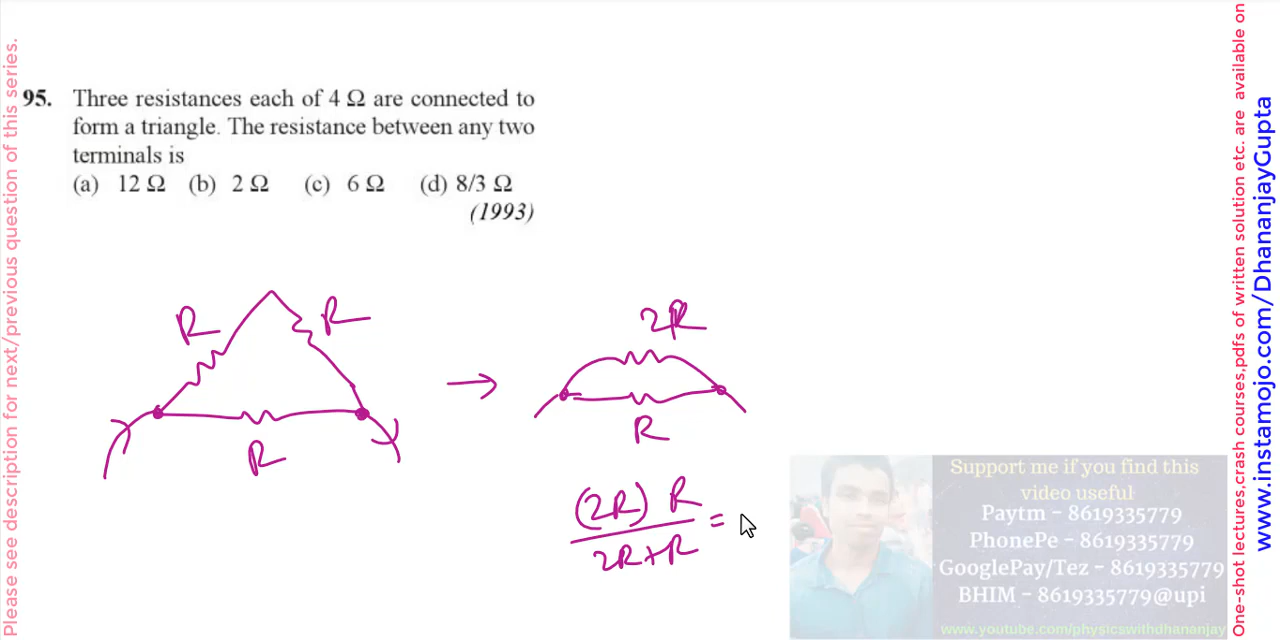 Please see description for next/previous question of this series.
95. Three resistances each of 4 Ω are connected to
form a triangle. The resistance between any two
terminals is
(a) 12 Ω (b) 2 Ω (c) 6 Ω (d) 8/3 Ω
(1993)
R
R
R
2R
R
(2R) R
2R+R
=
Support me if you find this
video useful
Paytm - 8619335779
PhonePe - 8619335779
GooglePay/Tez - 8619335779
BHIM - 8619335779@upi
www.youtube.com/physicswithdhananjay
One-shot lectures,crash courses,pdfs of written solution etc. are available on
www.instamojo.com/DhananjayGupta